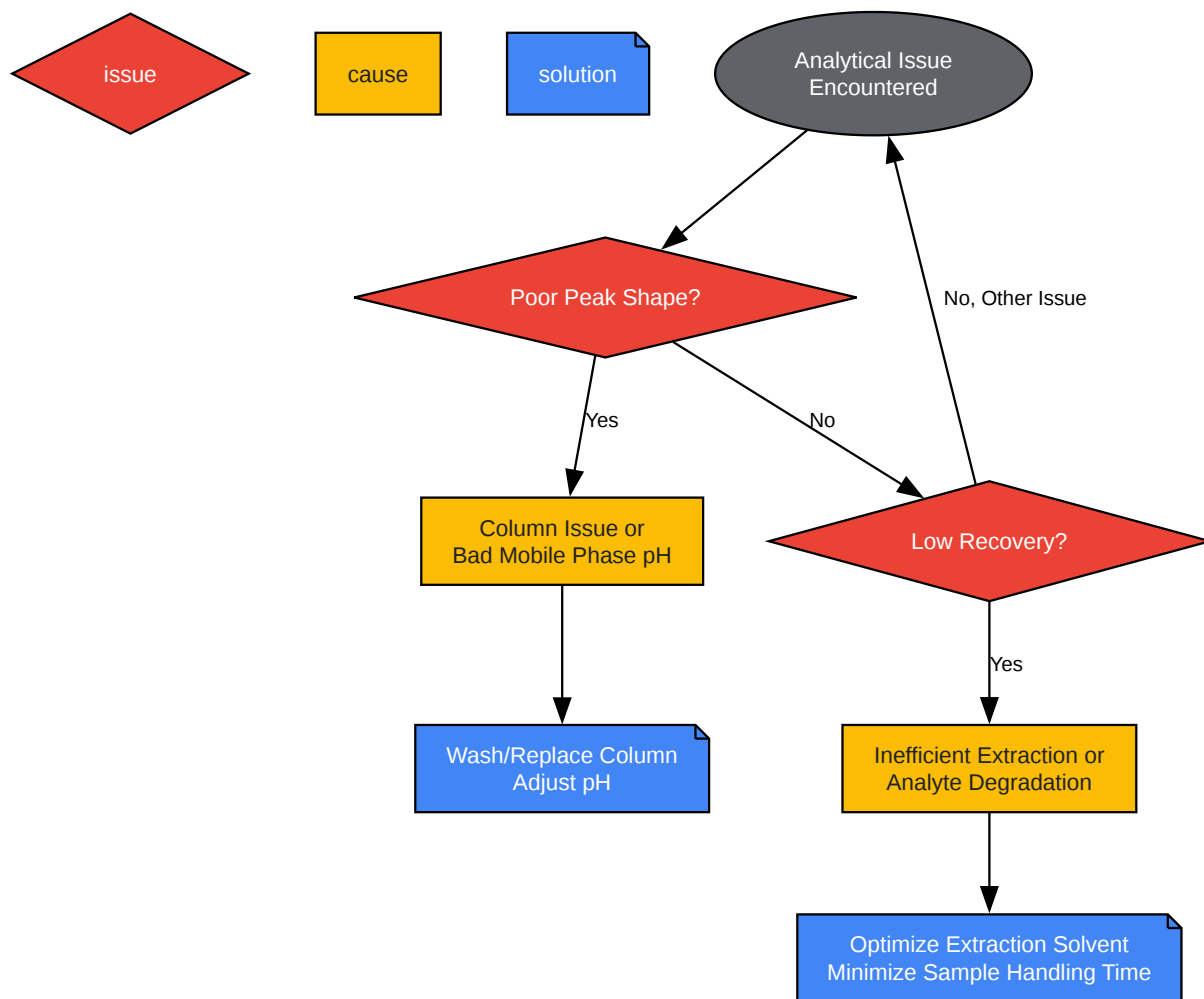 issue
cause
solution
Analytical Issue
Encountered
Poor Peak Shape?
No, Other Issue
Yes
No
Column Issue or
Bad Mobile Phase pH
Low Recovery?
Yes
Wash/Replace Column
Adjust pH
Inefficient Extraction or
Analyte Degradation
Optimize Extraction Solvent
Minimize Sample Handling Time